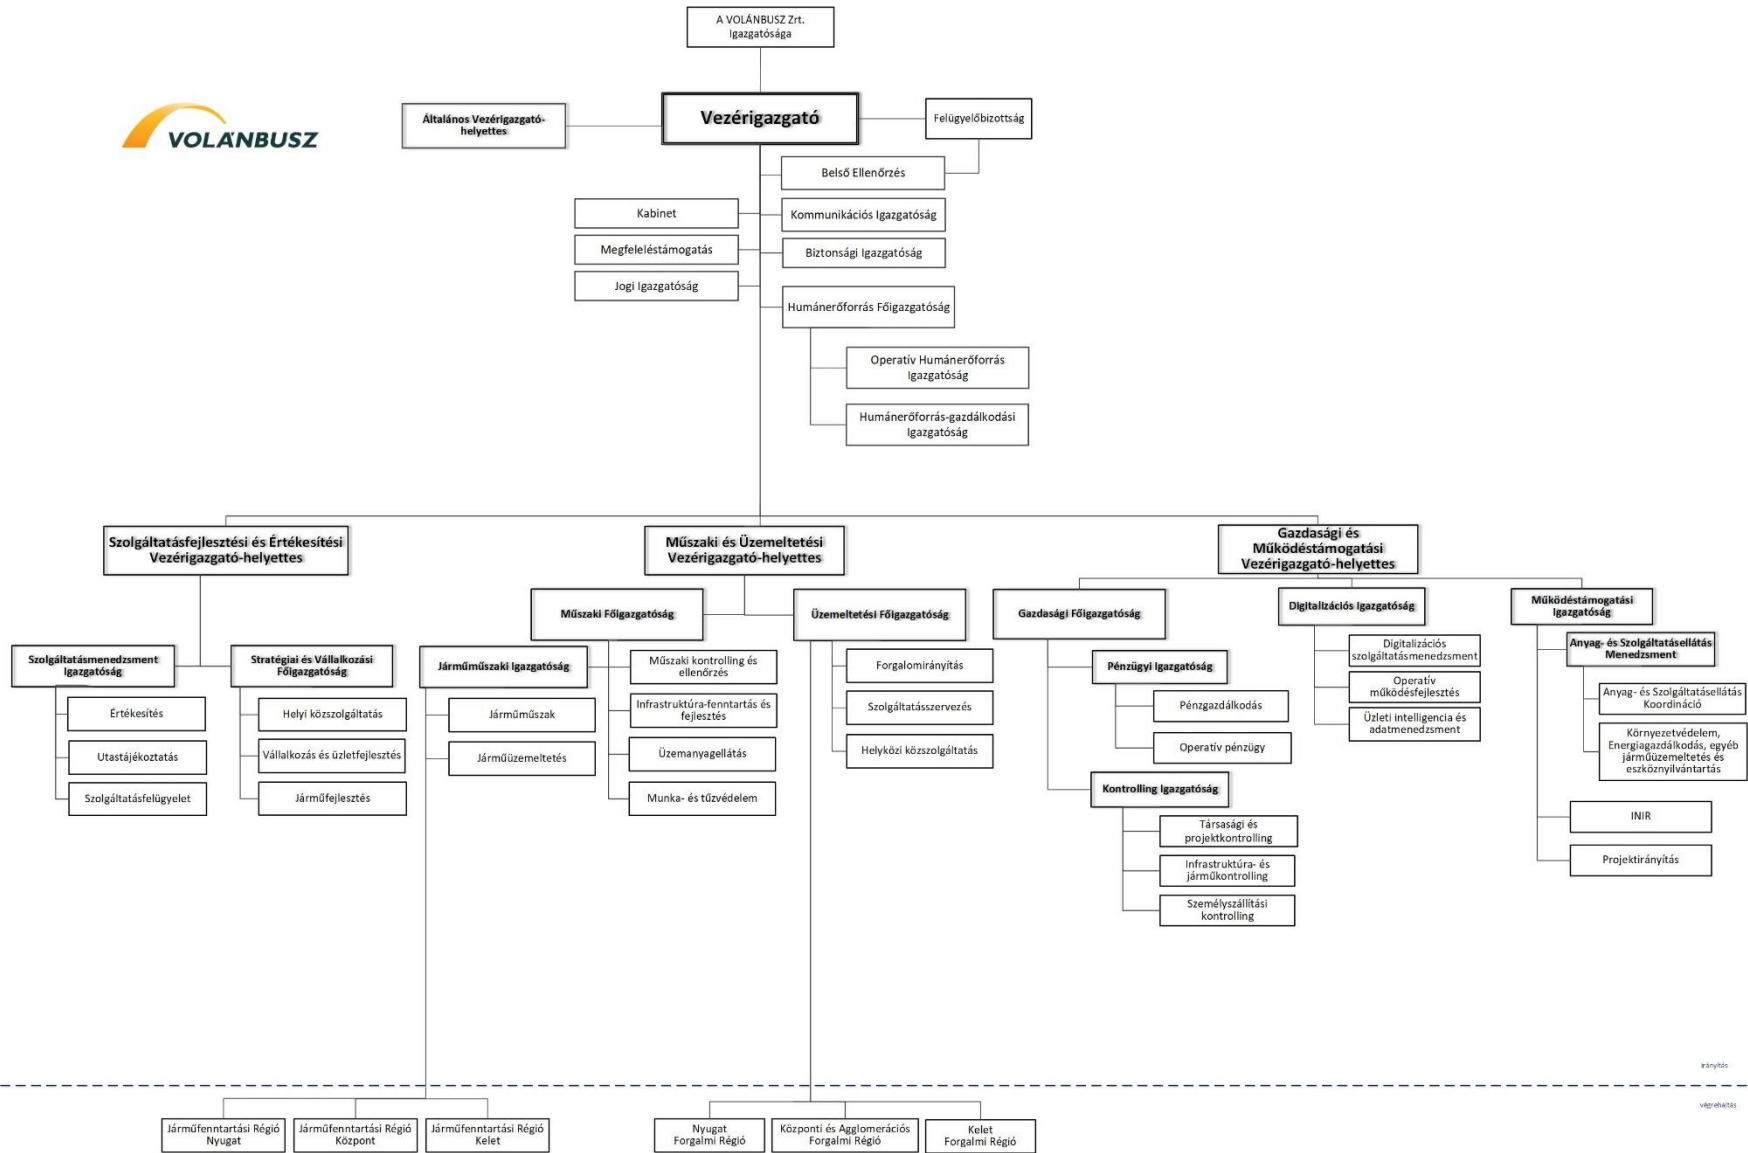 A VOLÁNBUSZ Zrt.
Igazgatósága
VOLÁNBUSZ
Általános Vezérigazgató-
helyettes
Vezérigazgató
Felügyelőbizottság
Belső Ellenőrzés
Kabinet
Kommunikációs Igazgatóság
Megfeleléstámogatás
Biztonsági Igazgatóság
Jogi Igazgatóság
Humánerőforrás Főigazgatóság
Operatív Humánerőforrás
Igazgatóság
Humánerőforrás-gazdálkodási
Igazgatóság
Szolgáltatásfejlesztési és Értékesítési
Vezérigazgató-helyettes
Műszaki és Üzemeltetési
Vezérigazgató-helyettes
Gazdasági és
Működéstámogatási
Vezérigazgató-helyettes
Szolgáltatásmenedzsment
Igazgatóság
Értékesítés
Utastájékoztatás
Szolgáltatásfelügyelet
Stratégiai és Vállalkozási
Főigazgatóság
Helyi közszolgáltatás
Vállalkozás és üzletfejlesztés
Járműfejlesztés
Műszaki Főigazgatóság
Járműműszaki Igazgatóság
Járműműszak
Járműüzemeltetés
Műszaki kontrolling és
ellenőrzés
Infrastruktúra-fenntartás és
fejlesztés
Üzemanyagellátás
Munka- és tűzvédelem
Üzemeltetési Főigazgatóság
Forgalomirányítás
Szolgáltatásszervezés
Helyközi közszolgáltatás
Gazdasági Főigazgatóság
Pénzügyi Igazgatóság
Pénzgazdálkodás
Operatív pénzügy
Kontrolling Igazgatóság
Társasági és
projektkontrolling
Infrastruktúra- és
járműkontrolling
Személyszállítási
kontrolling
Digitalizációs Igazgatóság
Digitalizációs
szolgáltatásmenedzsment
Operatív
működésfejlesztés
Üzleti intelligencia és
adatmenedzsment
Működéstámogatási
Igazgatóság
Anyag- és Szolgáltatásellátás
Menedzsment
Anyag- és Szolgáltatásellátás
Koordináció
Környezetvédelem,
Energiagazdálkodás, egyéb
járműüzemeltetés és
eszköznyilvántartás
INIR
Projektirányítás
irányítás
végrehajtás
Járműfenntartási Régió
Nyugat
Járműfenntartási Régió
Központ
Járműfenntartási Régió
Kelet
Nyugat
Forgalmi Régió
Központi és Agglomerációs
Forgalmi Régió
Kelet
Forgalmi Régió